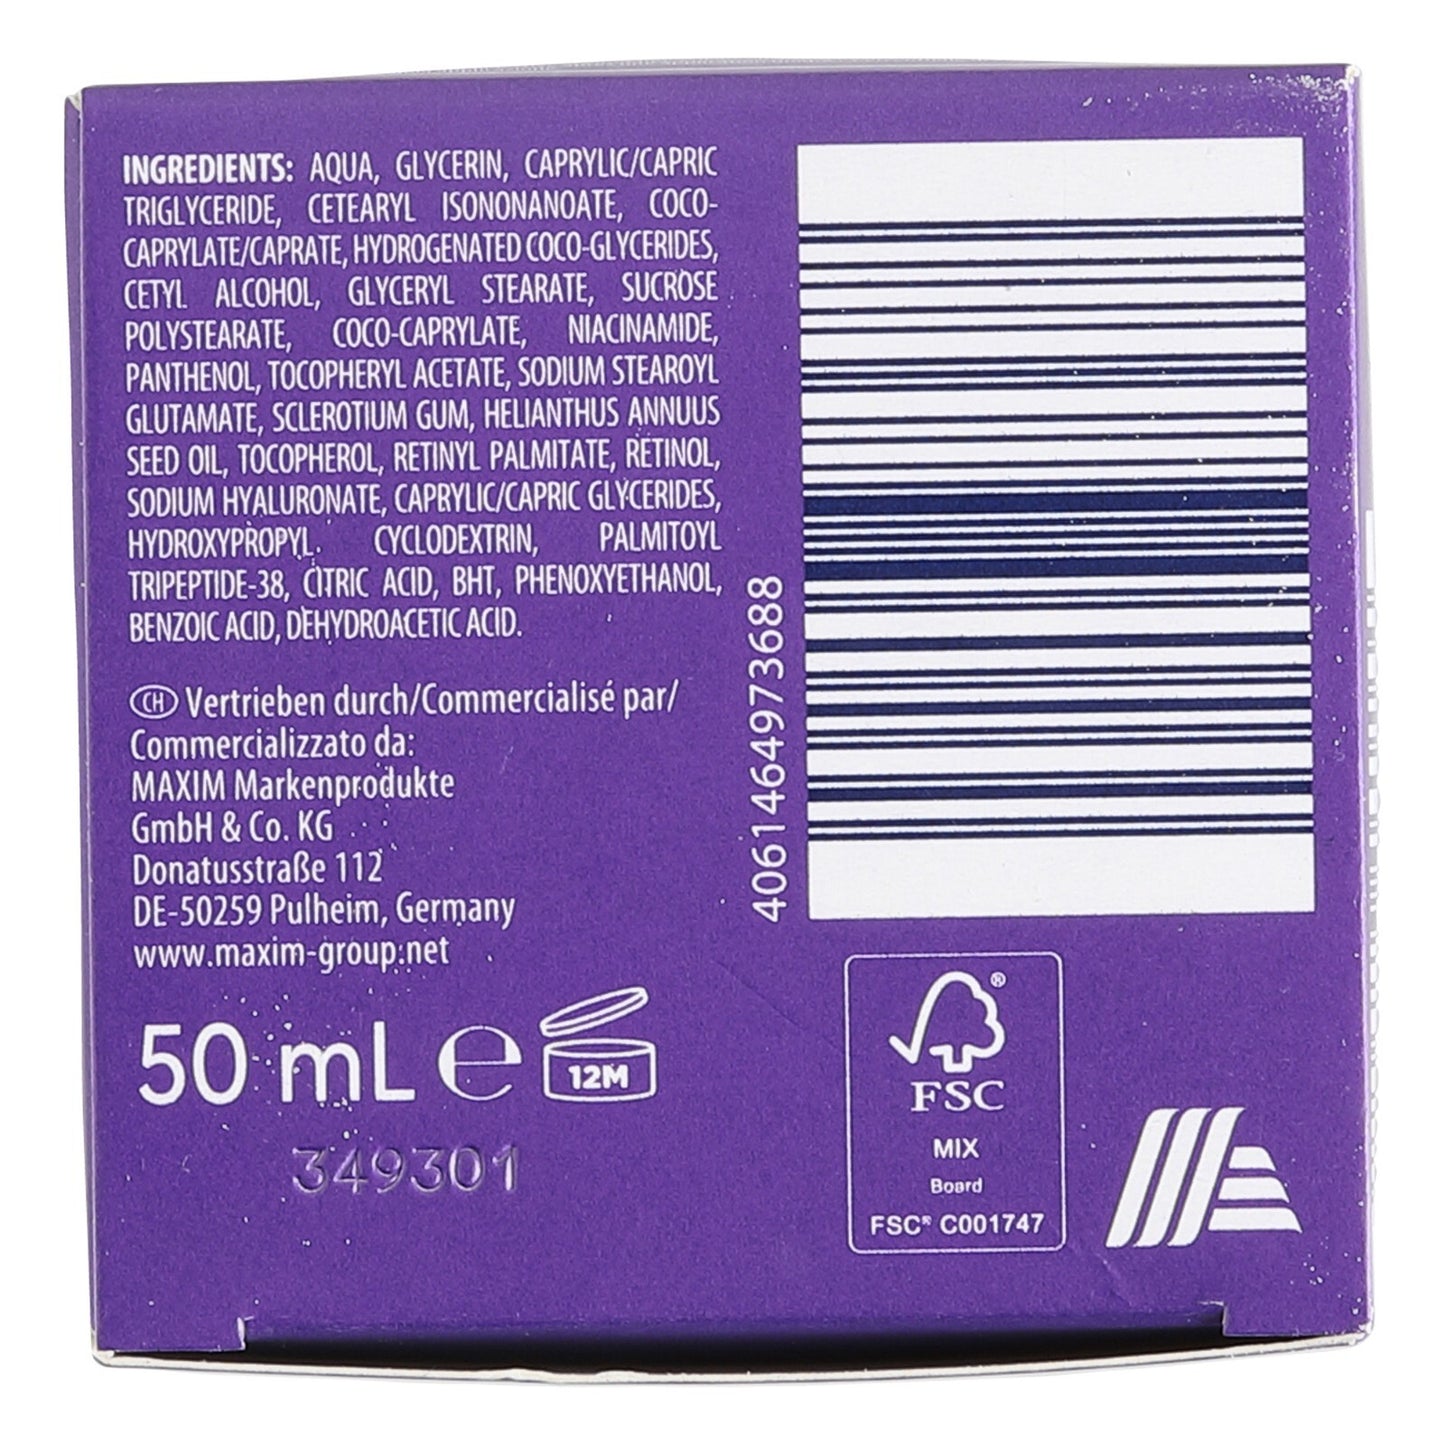 INGREDIENTS: AQUA, GLYCERIN, CAPRYLIC/CAPRIC
TRIGLYCERIDE, CETEARYL ISONONANOATE, COCO-
CAPRYLATE/CAPRATE, HYDROGENATED COCO-GLYCERIDES,
CETYL ALCOHOL, GLYCERYL STEARATE, SUCROSE
POLYSTEARATE, COCO-CAPRYLATE, NIACINAMIDE,
PANTHENOL, TOCOPHERYL ACETATE, SODIUM STEAROYL
GLUTAMATE, SCLEROTIUM GUM, HELIANTHUS ANNUUS
SEED OIL, TOCOPHEROL, RETINYL PALMITATE, RETINOL,
SODIUM HYALURONATE, CAPRYLIC/CAPRIC GLYCERIDES,
HYDROXYPROPYL CYCLODEXTRIN, PALMITOYL
TRIPEPTIDE-38, CITRIC ACID, BHT, PHENOXYETHANOL,
BENZOIC ACID, DEHYDROACETIC ACID.
CH Vertrieben durch/Commercialisé par/
Commercializzato da:
MAXIM Markenprodukte
GmbH & Co. KG
Donatusstraße 112
DE-50259 Pulheim, Germany
www.maxim-group.net
50 mL e 12M
349301
4061464973688
FSC®
MIX
Board
FSC® C001747